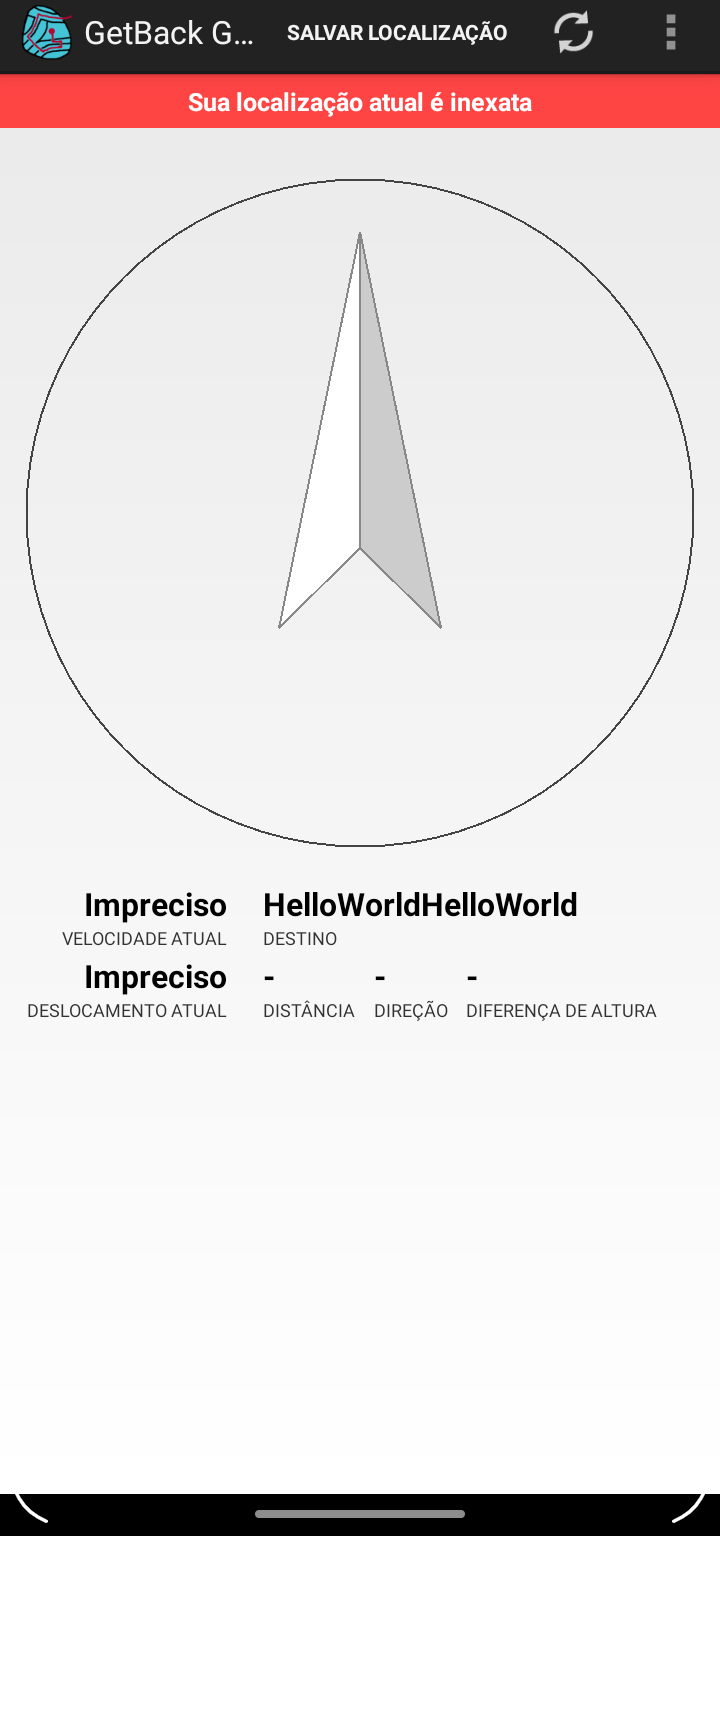 GetBack G... SALVAR LOCALIZAÇÃO
Sua localização atual é inexata
Impreciso HelloWorldHelloWorld
VELOCIDADE ATUAL DESTINO
Impreciso - - -
DESLOCAMENTO ATUAL DISTÂNCIA DIREÇÃO DIFERENÇA DE ALTURA